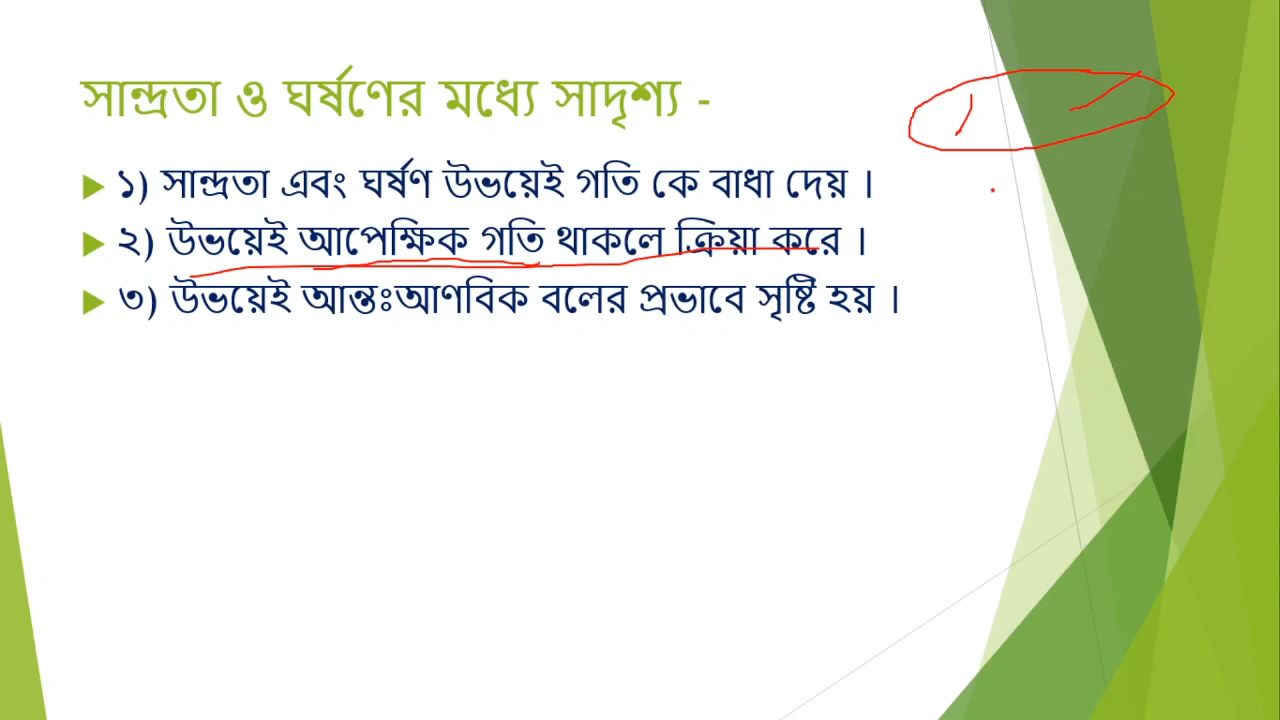 সান্দ্রতা ও ঘর্ষণের মধ্যে সাদৃশ্য -
১) সান্দ্রতা এবং ঘর্ষণ উভয়েই গতি কে বাধা দেয় ।
২) উভয়েই আপেক্ষিক গতি থাকলে ক্রিয়া করে ।
৩) উভয়েই আন্তঃআণবিক বলের প্রভাবে সৃষ্টি হয় ।